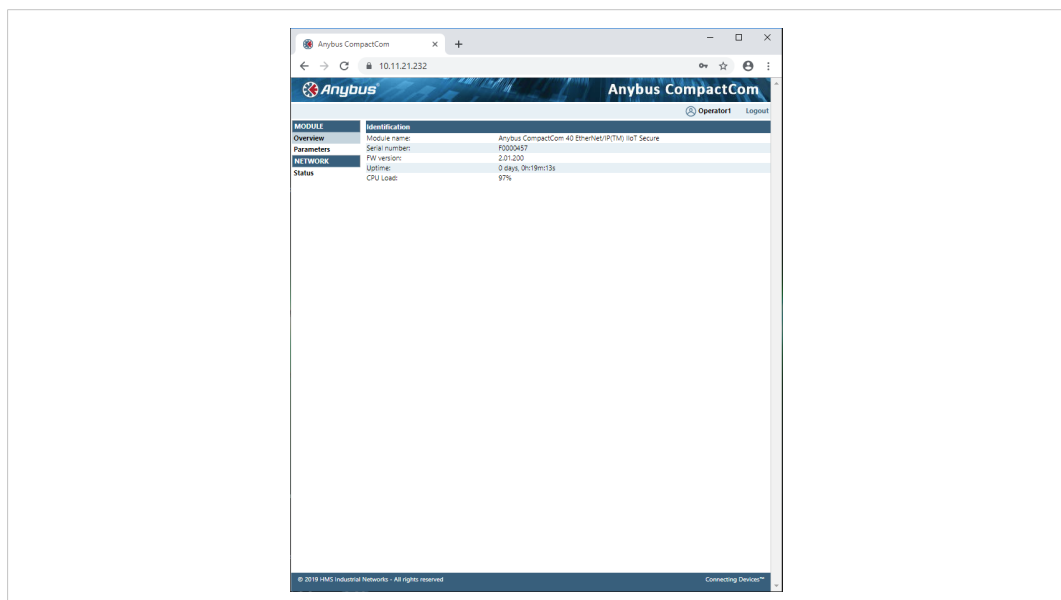 Anybus CompactCom
10.11.21.232
Anybus® Anybus CompactCom
Operator1 Logout
MODULE
Overview
Parameters
NETWORK
Status
Identification
Module name: Anybus CompactCom 40 EtherNet/IP(TM) IIoT Secure
Serial number: F0000457
FW version: 2.01.200
Uptime: 0 days, 0h:19m:13s
CPU Load: 97%
© 2019 HMS Industrial Networks - All rights reserved Connecting Devices™